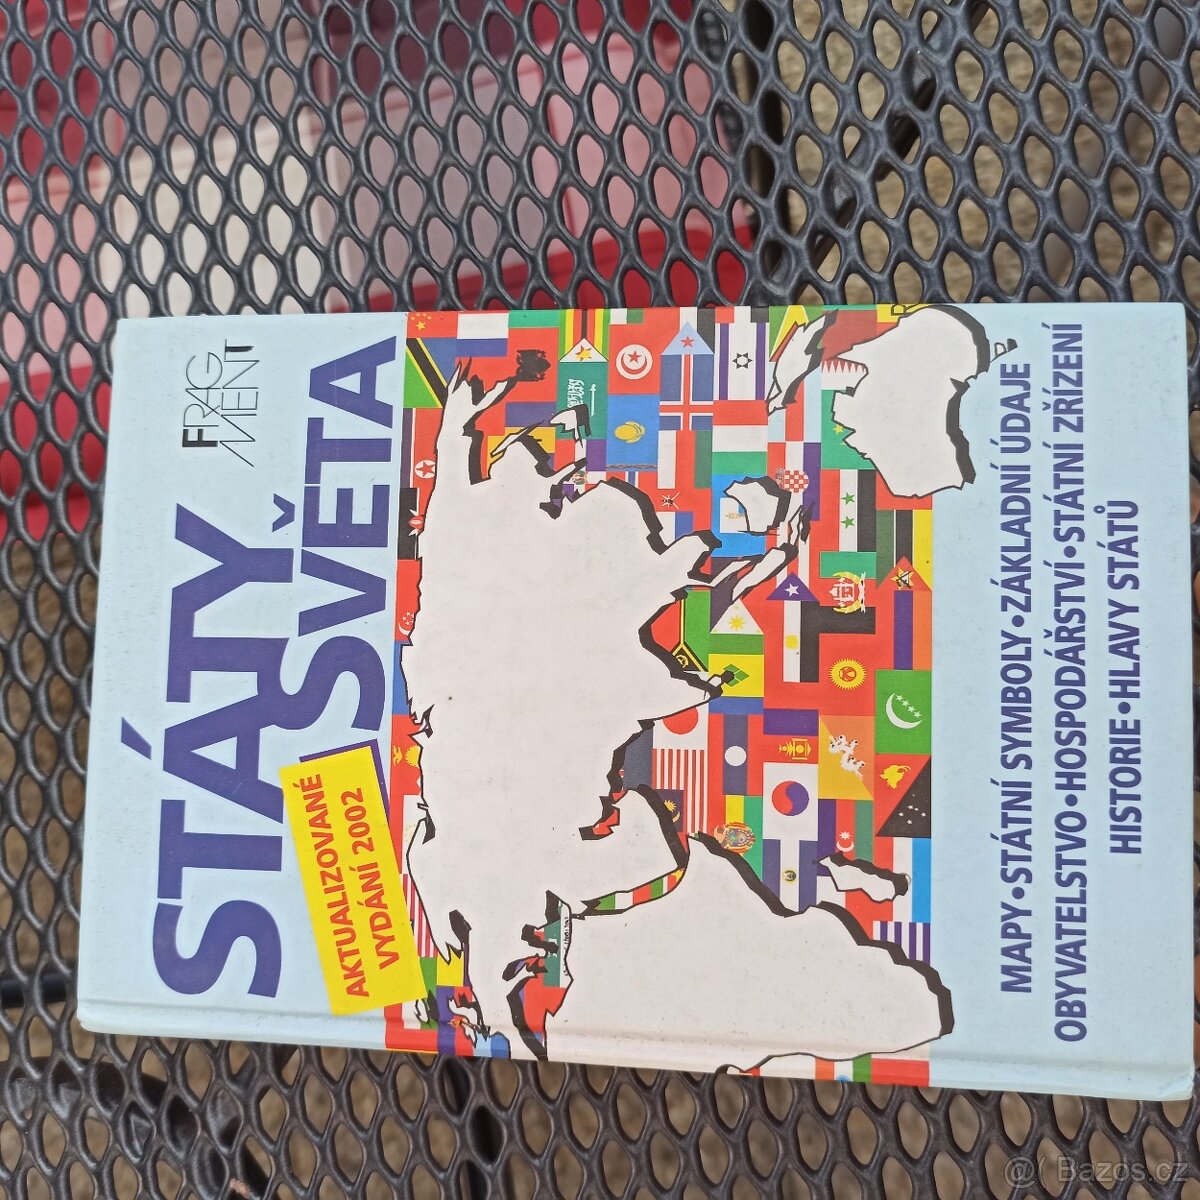 FRAG
MENT
STÁTY
SVĚTA
AKTUALIZOVANÉ
VYDÁNÍ 2002
MAPY•STÁTNÍ SYMBOLY•ZÁKLADNÍ ÚDAJE
OBYVATELSTVO•HOSPODÁŘSTVÍ•STÁTNÍ ZŘÍZENÍ
HISTORIE•HLAVY STÁTŮ
Bazos.cz